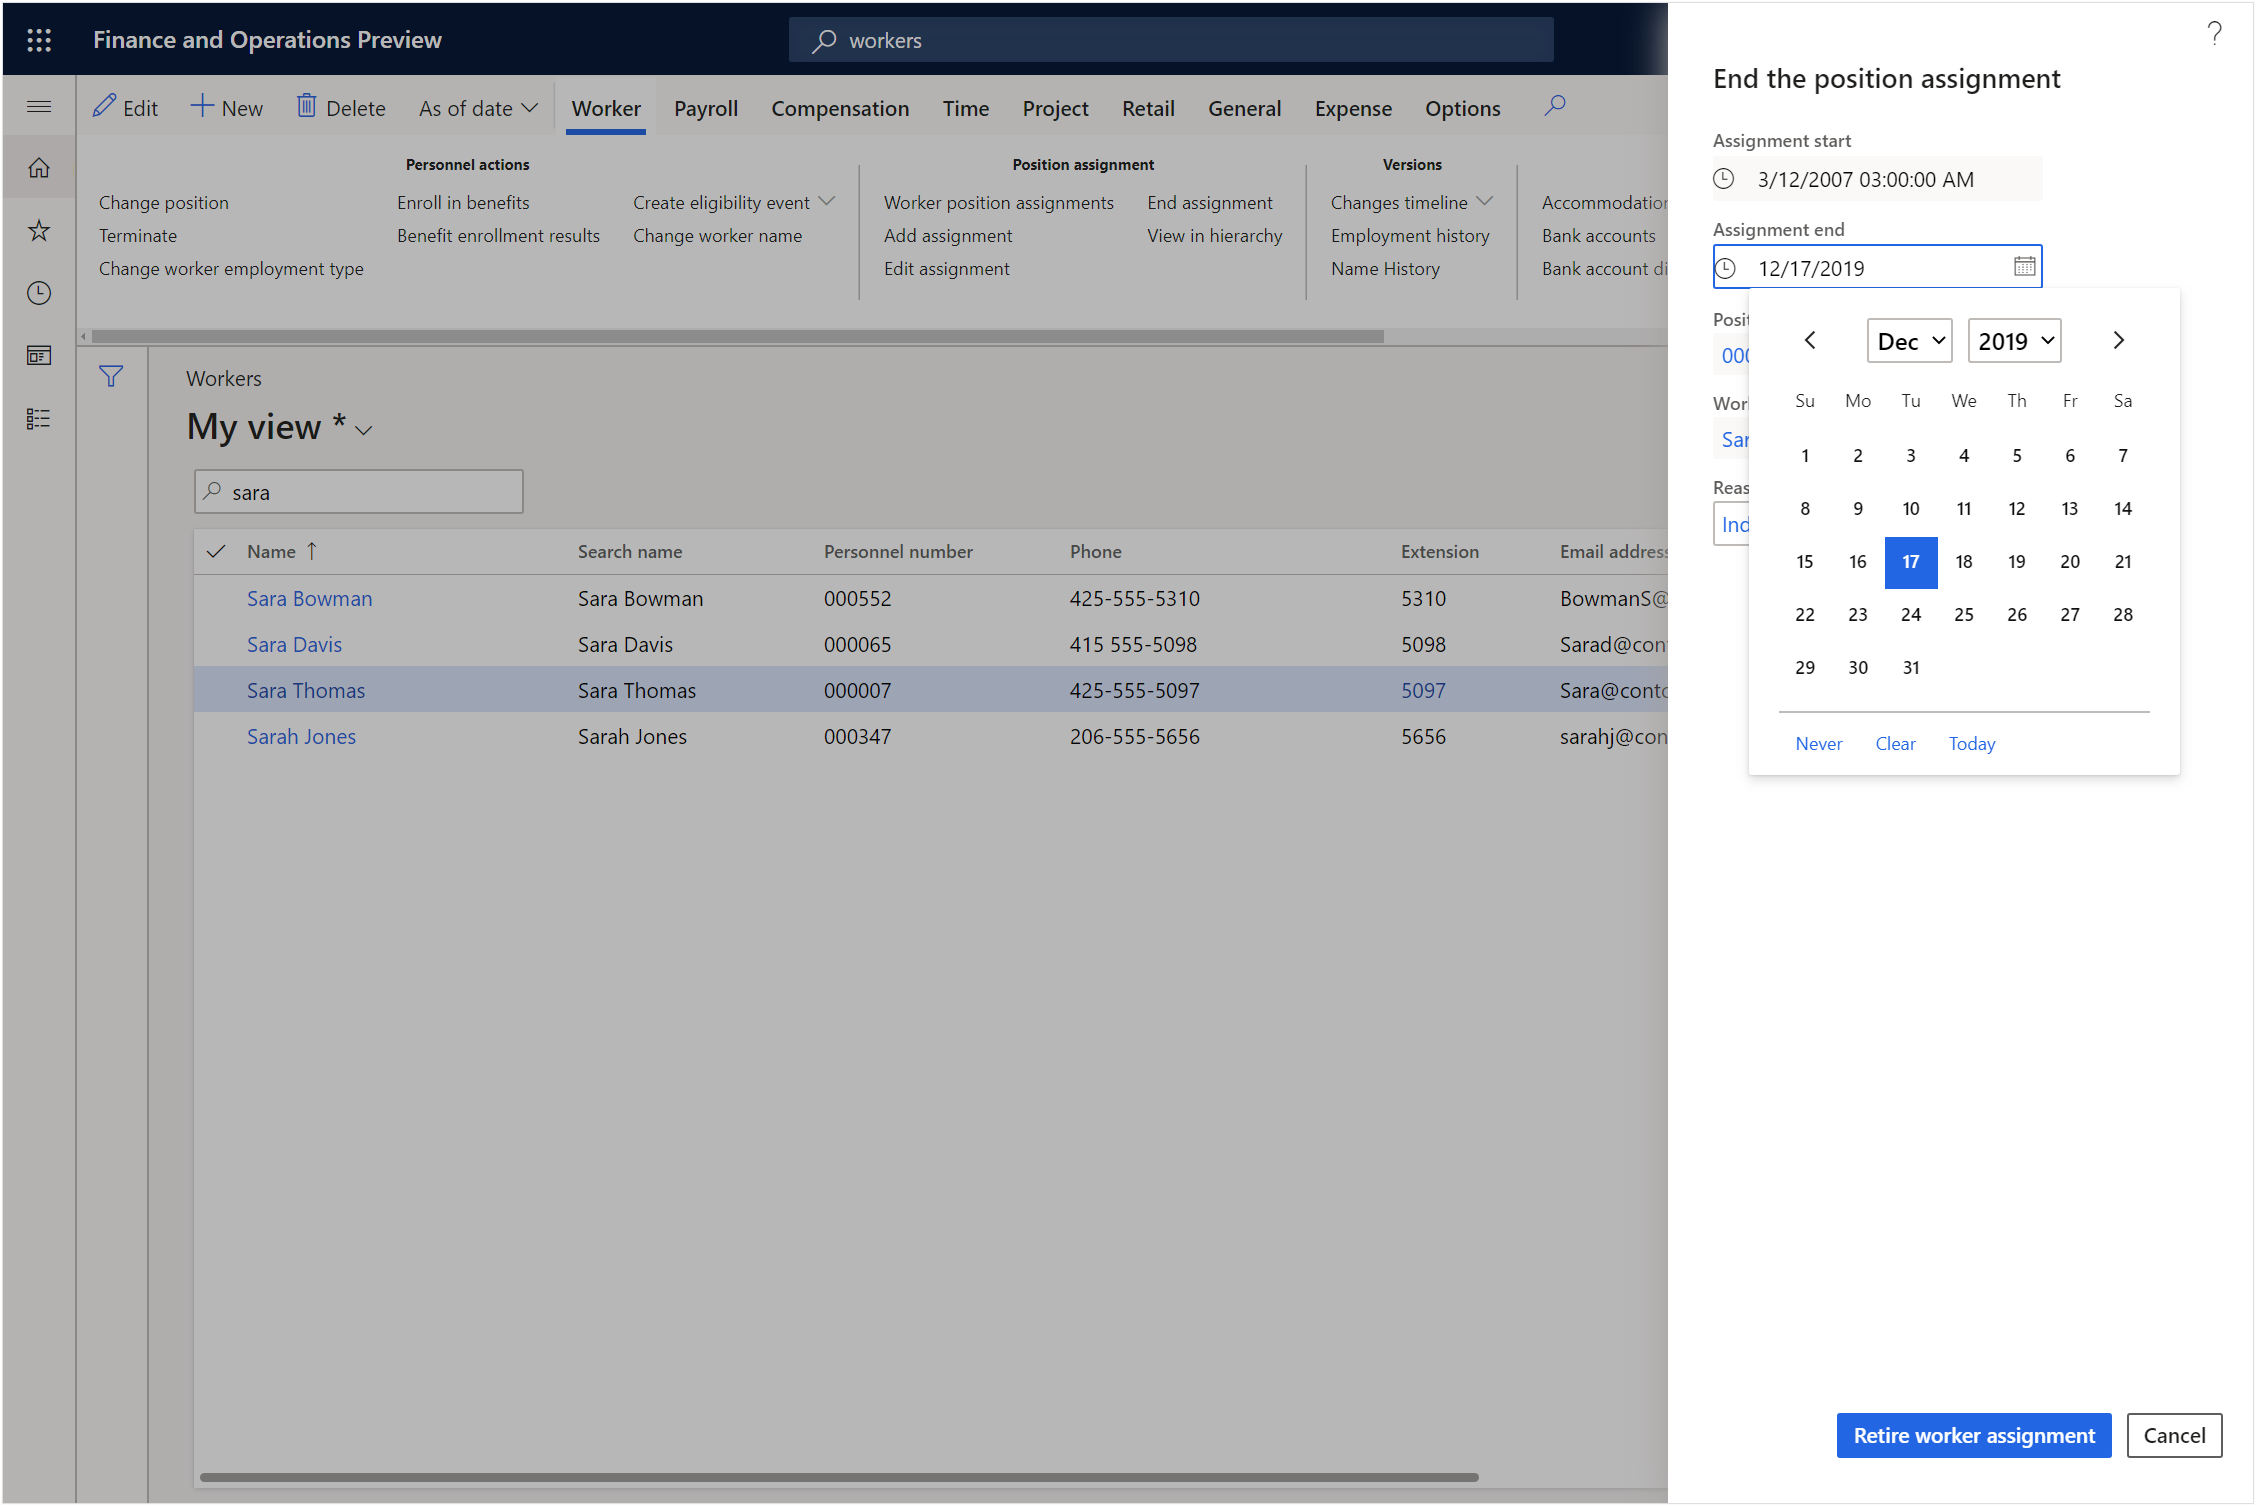 Finance and Operations Preview
workers
?
Edit New Delete As of date Worker Payroll Compensation Time Project Retail General Expense Options
Personnel actions
Change position Enroll in benefits Create eligibility event
Terminate Benefit enrollment results Change worker name
Change worker employment type
Position assignment
Worker position assignments End assignment
Add assignment View in hierarchy
Edit assignment
Versions
Changes timeline
Employment history
Name History
Accommodation
Bank accounts
Bank account di
Workers
My view *
sara
Name ↑ Search name Personnel number Phone Extension Email address
Sara Bowman Sara Bowman 000552 425-555-5310 5310 BowmanS@
Sara Davis Sara Davis 000065 415 555-5098 5098 Sarad@con
Sara Thomas Sara Thomas 000007 425-555-5097 5097 Sara@conto
Sarah Jones Sarah Jones 000347 206-555-5656 5656 sarahj@con
End the position assignment
Assignment start
3/12/2007 03:00:00 AM
Assignment end
12/17/2019
Posit
000
Wor
Sar
Reas
Ind
Dec 2019
Su Mo Tu We Th Fr Sa
1 2 3 4 5 6 7
8 9 10 11 12 13 14
15 16 17 18 19 20 21
22 23 24 25 26 27 28
29 30 31
Never Clear Today
Retire worker assignment Cancel